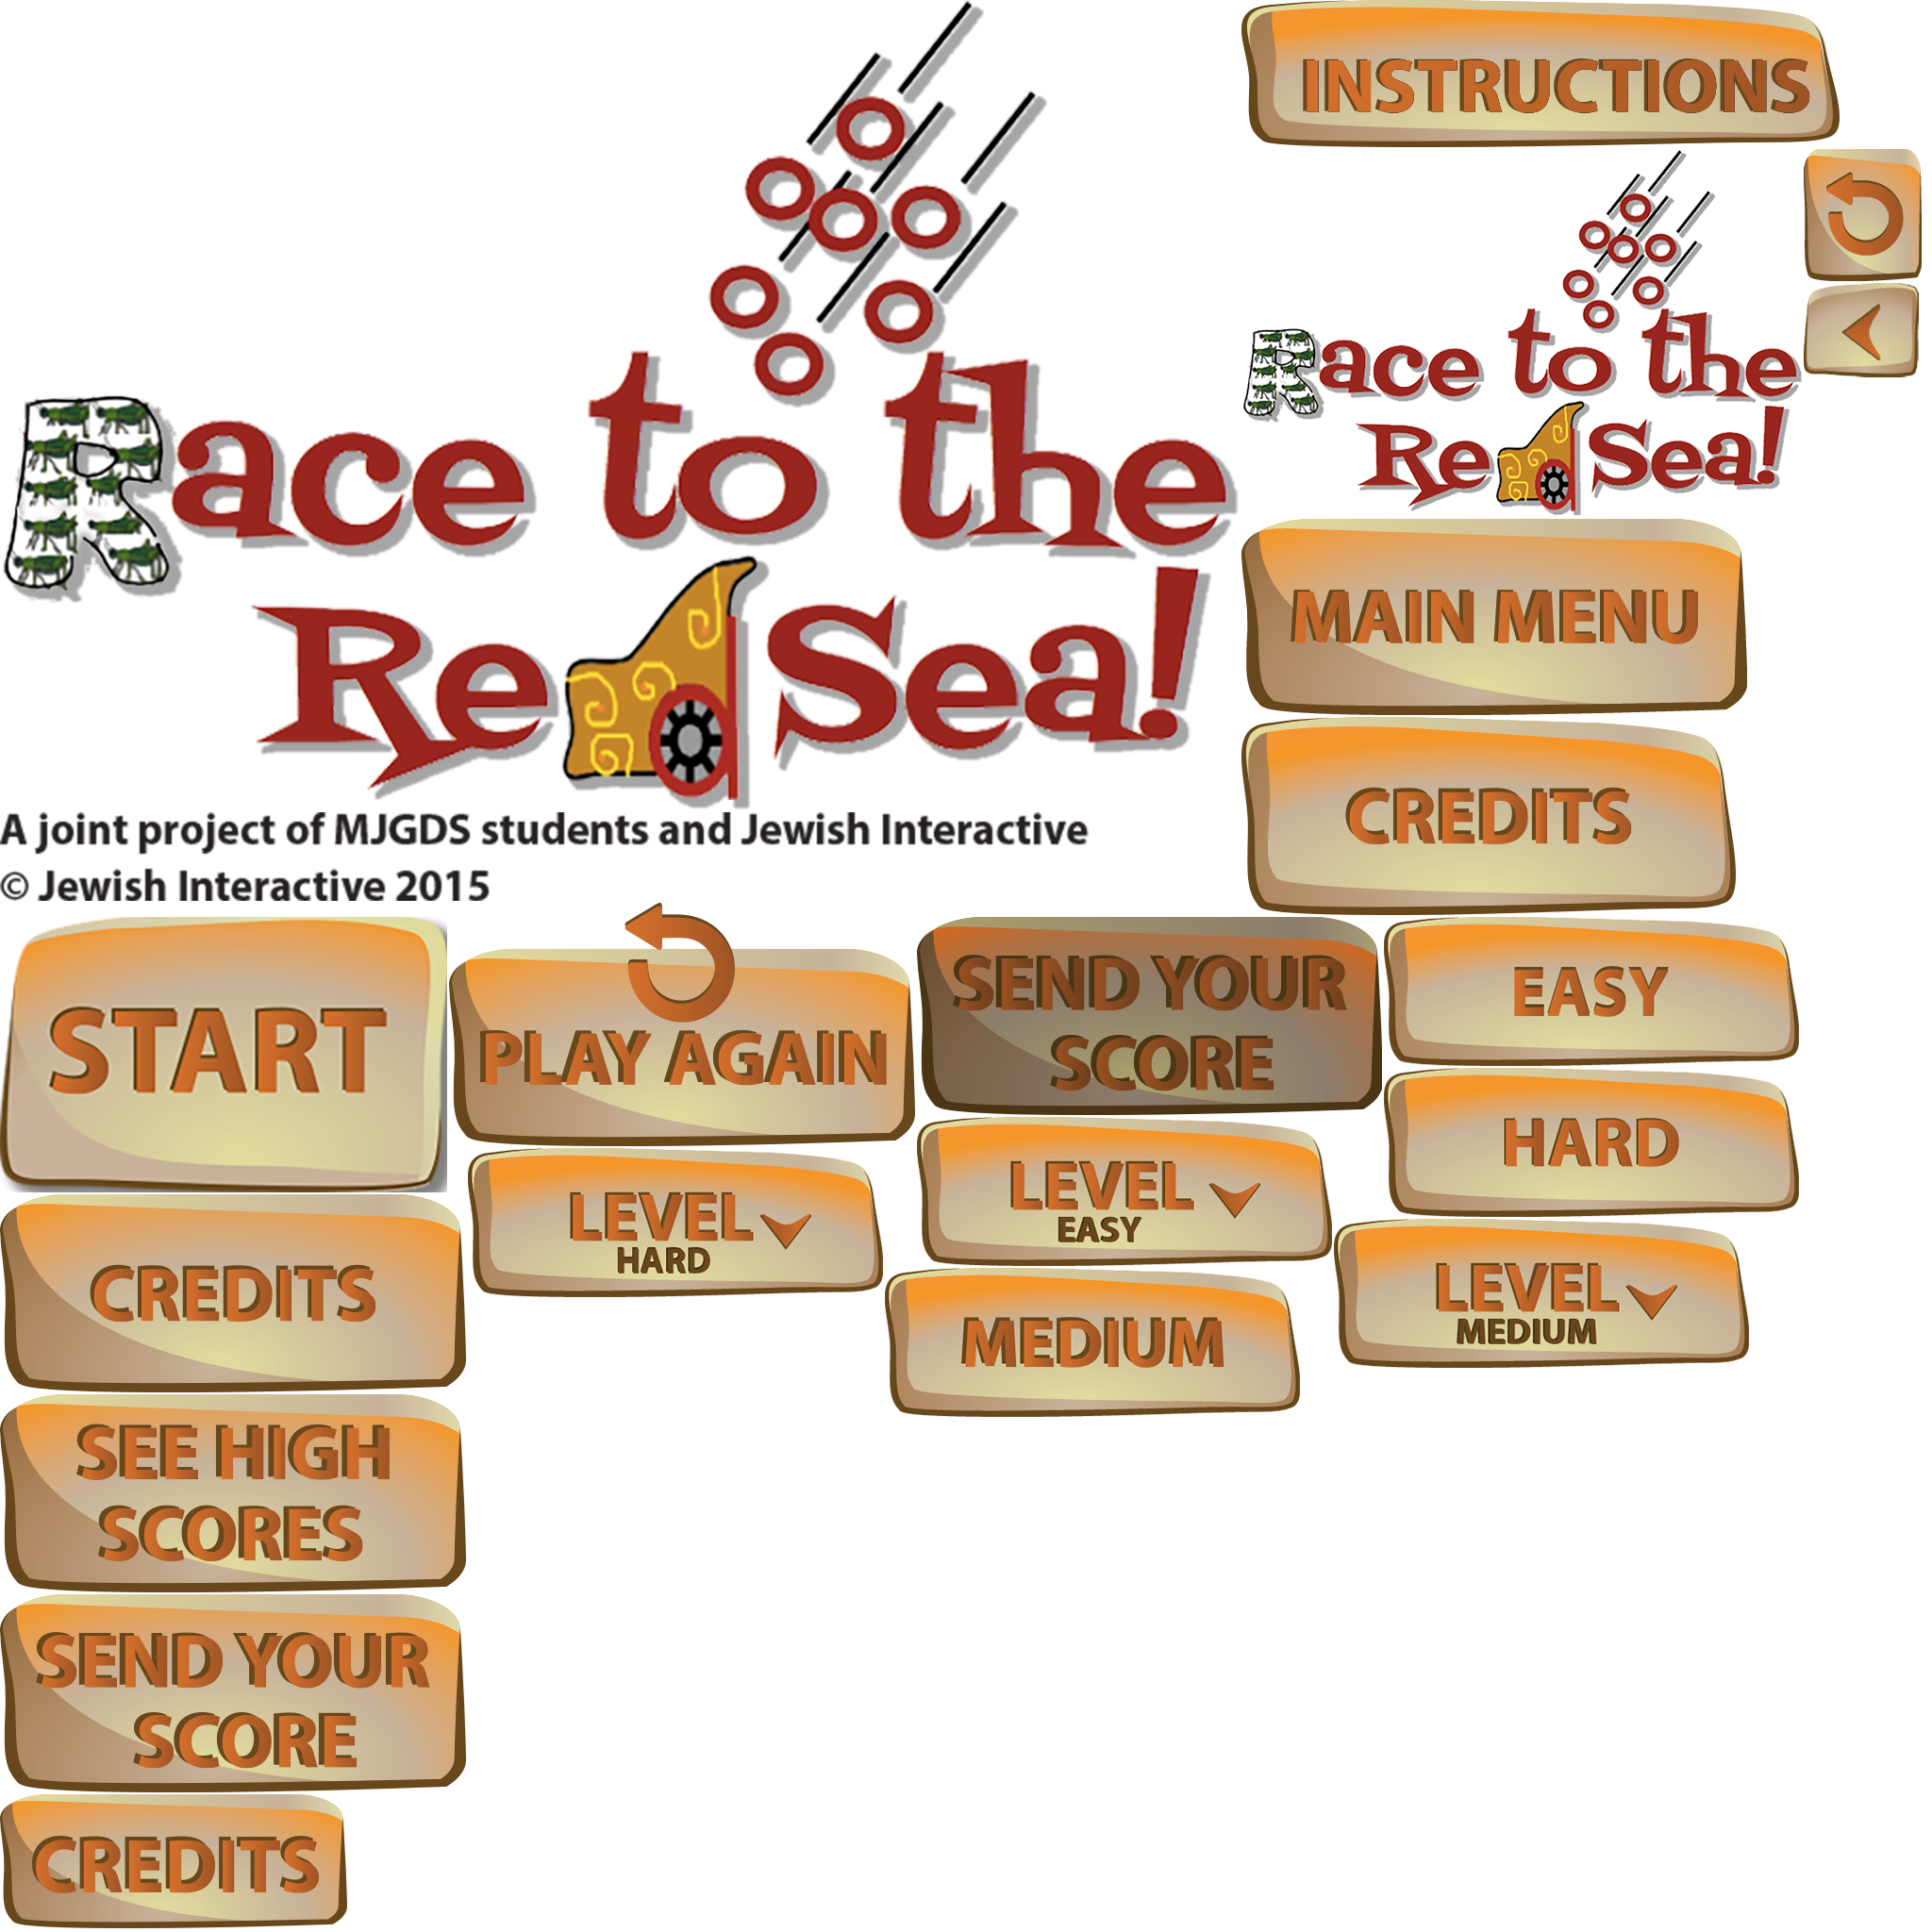 INSTRUCTIONS
Race to the
Red Sea!
Race to the
Red Sea!
MAIN MENU
CREDITS
A joint project of MJGDS students and Jewish Interactive
© Jewish Interactive 2015
START
PLAY AGAIN
SEND YOUR
SCORE
EASY
HARD
LEVEL
HARD
LEVEL
EASY
LEVEL
MEDIUM
MEDIUM
CREDITS
SEE HIGH
SCORES
SEND YOUR
SCORE
CREDITS